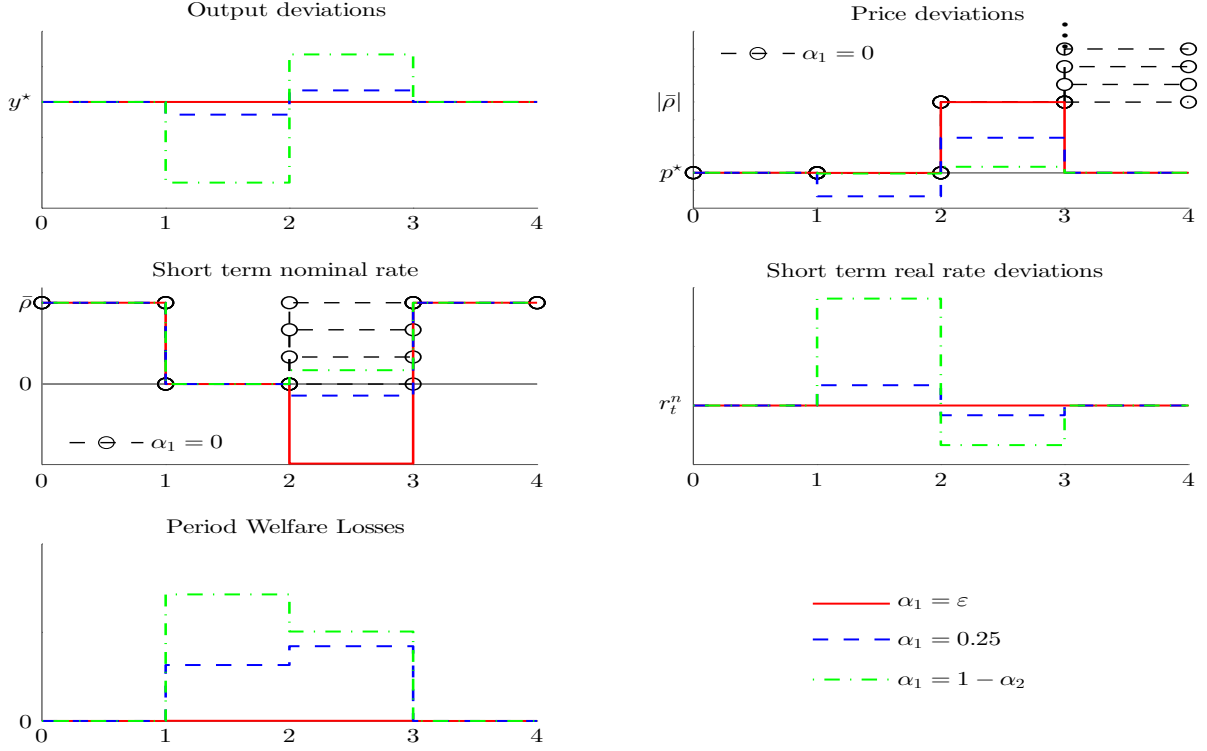 Output deviations
y⋆
0 1 2 3 4
Price deviations
α₁ = 0
|ρ̄|
p⋆
0 1 2 3 4
Short term nominal rate
ρ̄
0
α₁ = 0
0 1 2 3 4
Short term real rate deviations
rₜⁿ
0 1 2 3 4
Period Welfare Losses
0
0 1 2 3 4
α₁ = ε
α₁ = 0.25
α₁ = 1 − α₂